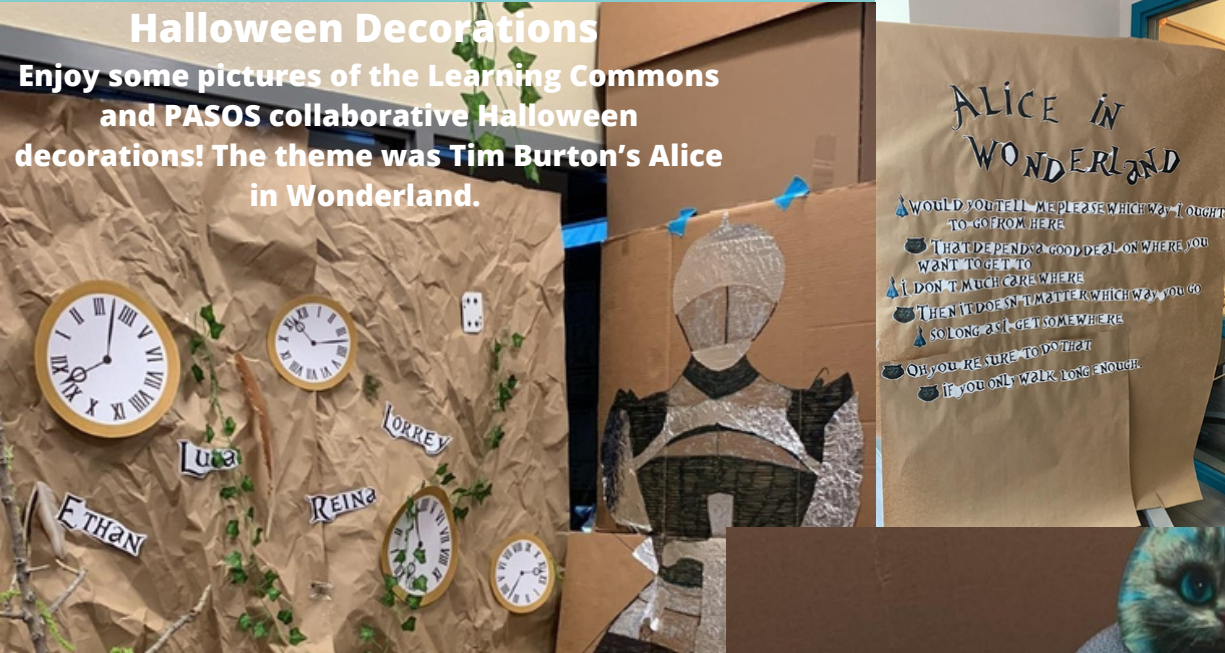 Halloween Decorations
Enjoy some pictures of the Learning Commons
and PASOS collaborative Halloween
decorations! The theme was Tim Burton's Alice
in Wonderland.
ALICE IN
WONDERLAND
WOULD YOU TELL ME PLEASE WHICH WAY I OUGHT
TO GO FROM HERE
THAT DEPENDS A GOOD DEAL ON WHERE YOU
WANT TO GET TO
I DON T MUCH CARE WHERE
THEN IT DOESN T MATTER WHICH WAY YOU GO
SO LONG AS I GET SOMEWHERE
OH YOU RE SURE TO DO THAT
IF YOU ONLY WALK LONG ENOUGH.
LORREY
REINA
ETHAN